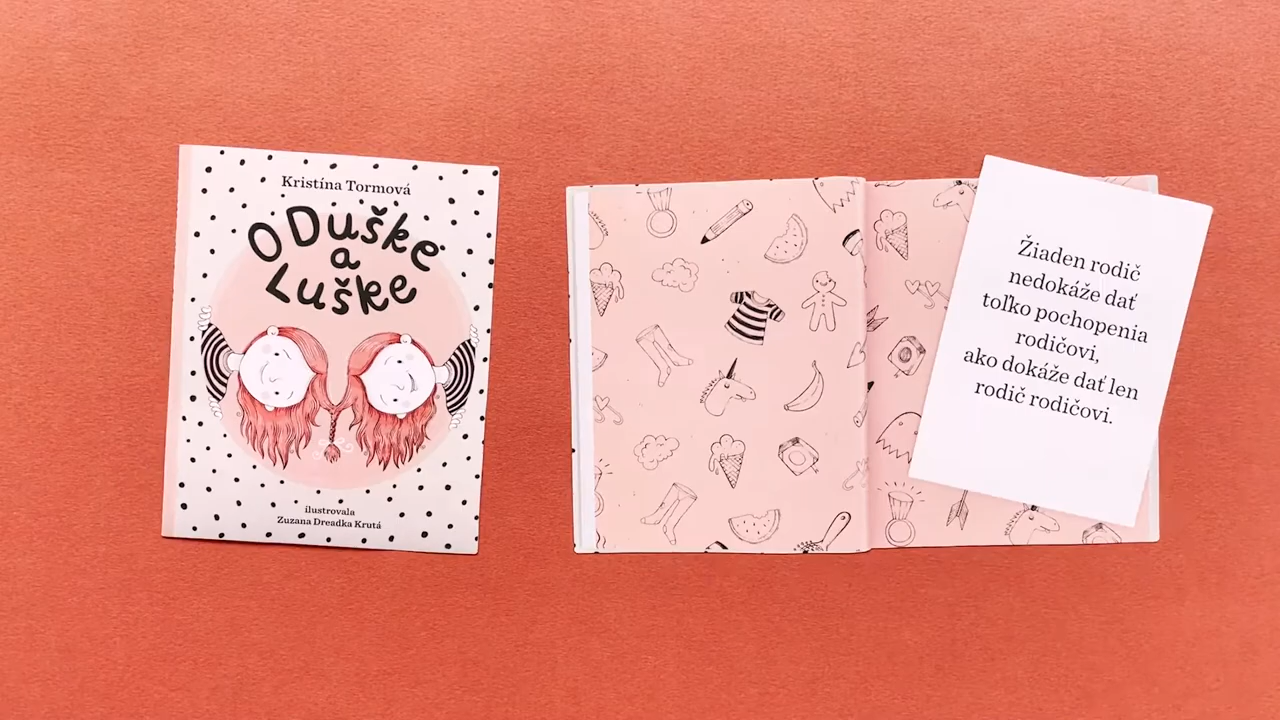 Kristína Tormová
O Duške
a
Luške
ilustrovala
Zuzana Dreadka Krutá
Žiaden rodič
nedokáže dať
toľko pochopenia
rodičovi,
ako dokáže dať len
rodič rodičovi.